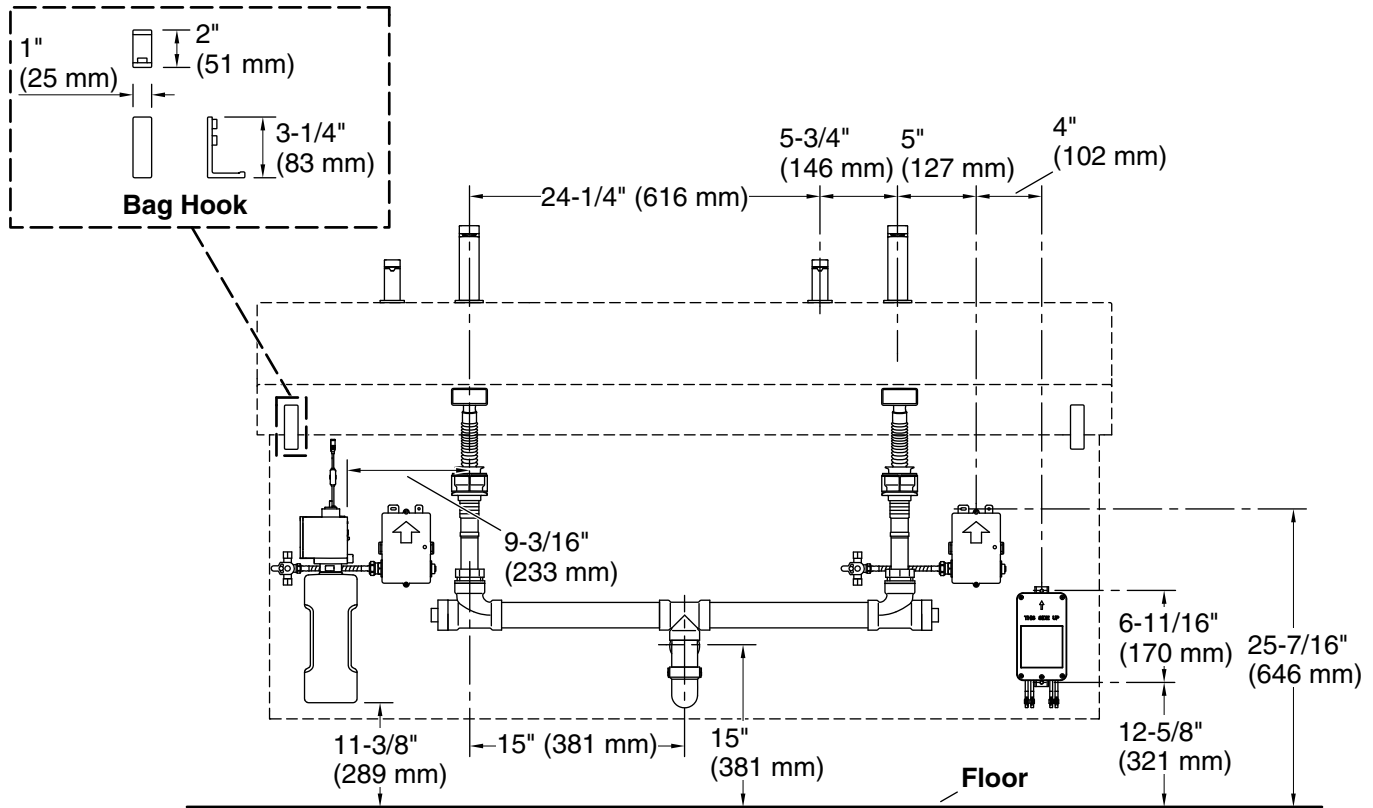 1"
(25 mm)
2"
(51 mm)
3-1/4"
(83 mm)
Bag Hook
24-1/4" (616 mm)
5-3/4"
(146 mm)
5"
(127 mm)
4"
(102 mm)
9-3/16"
(233 mm)
THIS SIDE UP
6-11/16"
(170 mm)
25-7/16"
(646 mm)
11-3/8"
(289 mm)
15" (381 mm)
15"
(381 mm)
12-5/8"
(321 mm)
Floor